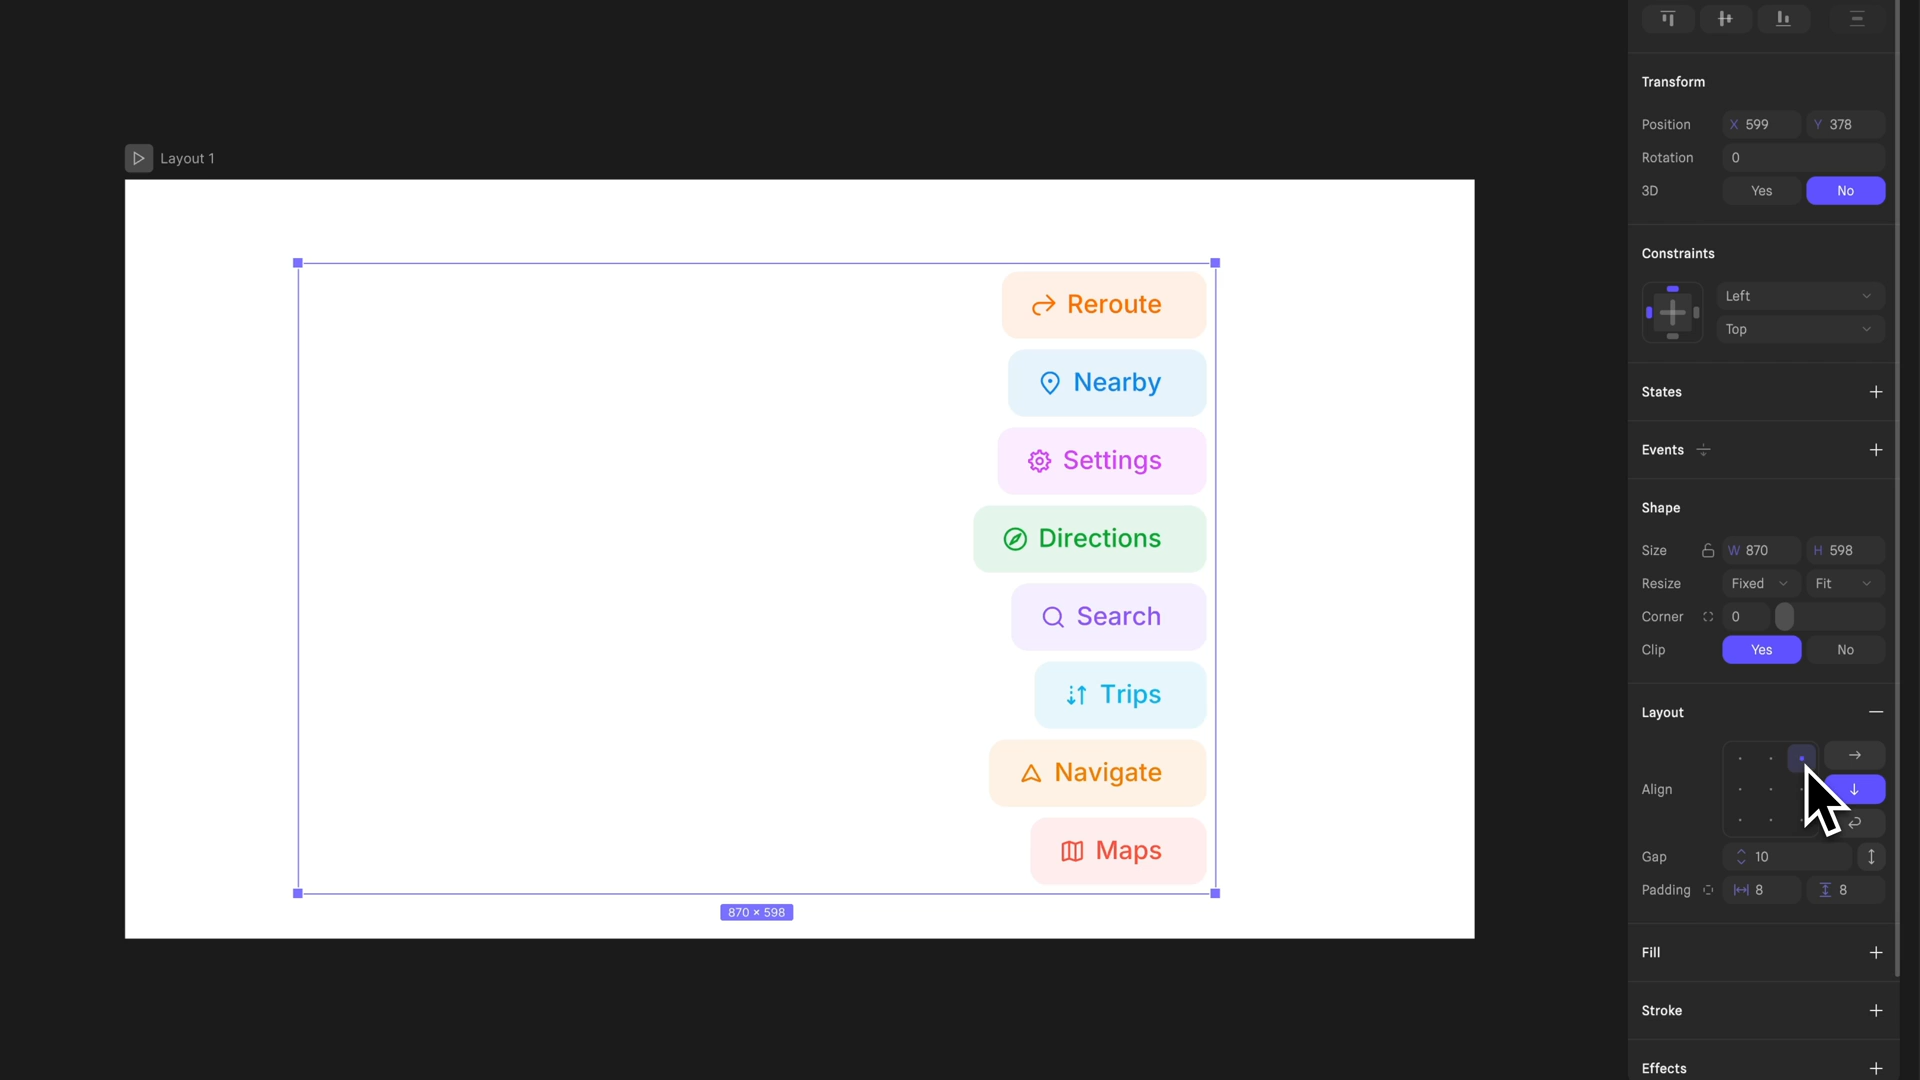 Layout 1
Reroute
Nearby
Settings
Directions
Search
Trips
Navigate
Maps
870 × 598
Transform
Position X 599 Y 378
Rotation 0
3D Yes No
Constraints
Left
Top
States
Events
Shape
Size W 870 H 598
Resize Fixed Fit
Corner 0
Clip Yes No
Layout
Align
Gap 10
Padding 8 8
Fill
Stroke
Effects